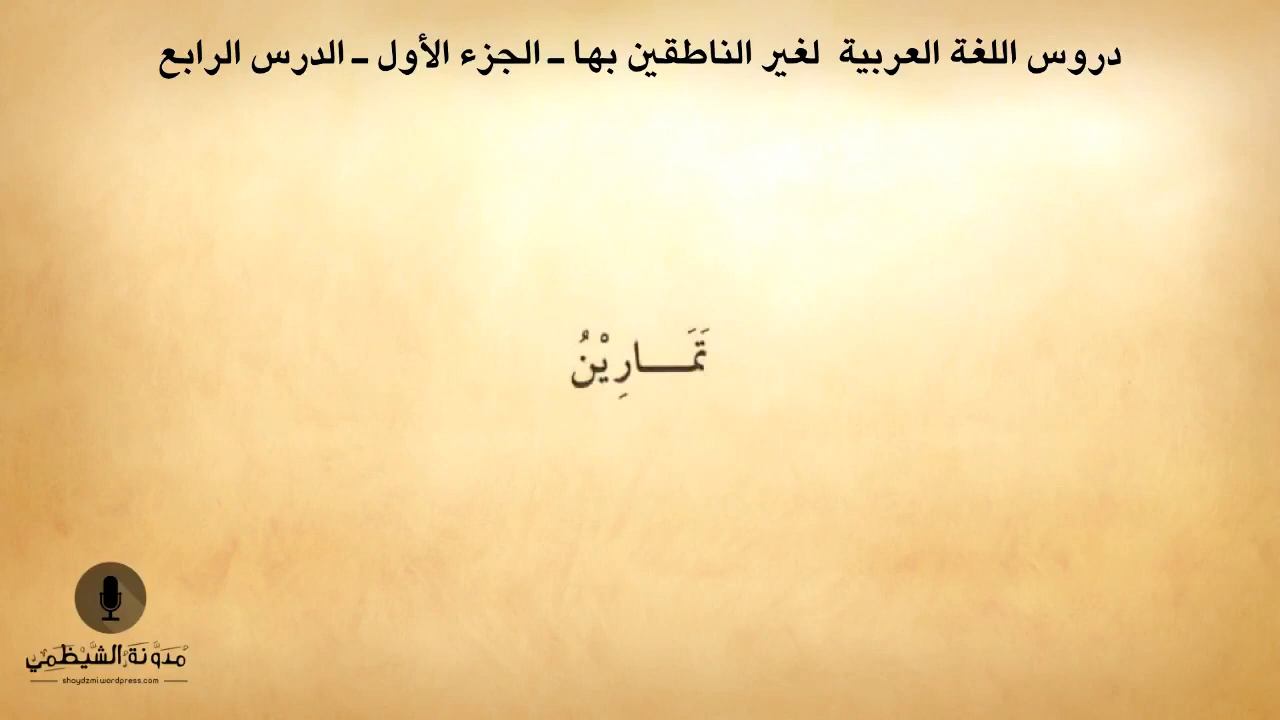 دروس اللغة العربية لغير الناطقين بها ـ الجزء الأول ـ الدرس الرابع
تَمَـــارِيْنُ
مُدَوَّنَةُ الشَّيْظَمِي
shaydzmi.wordpress.com